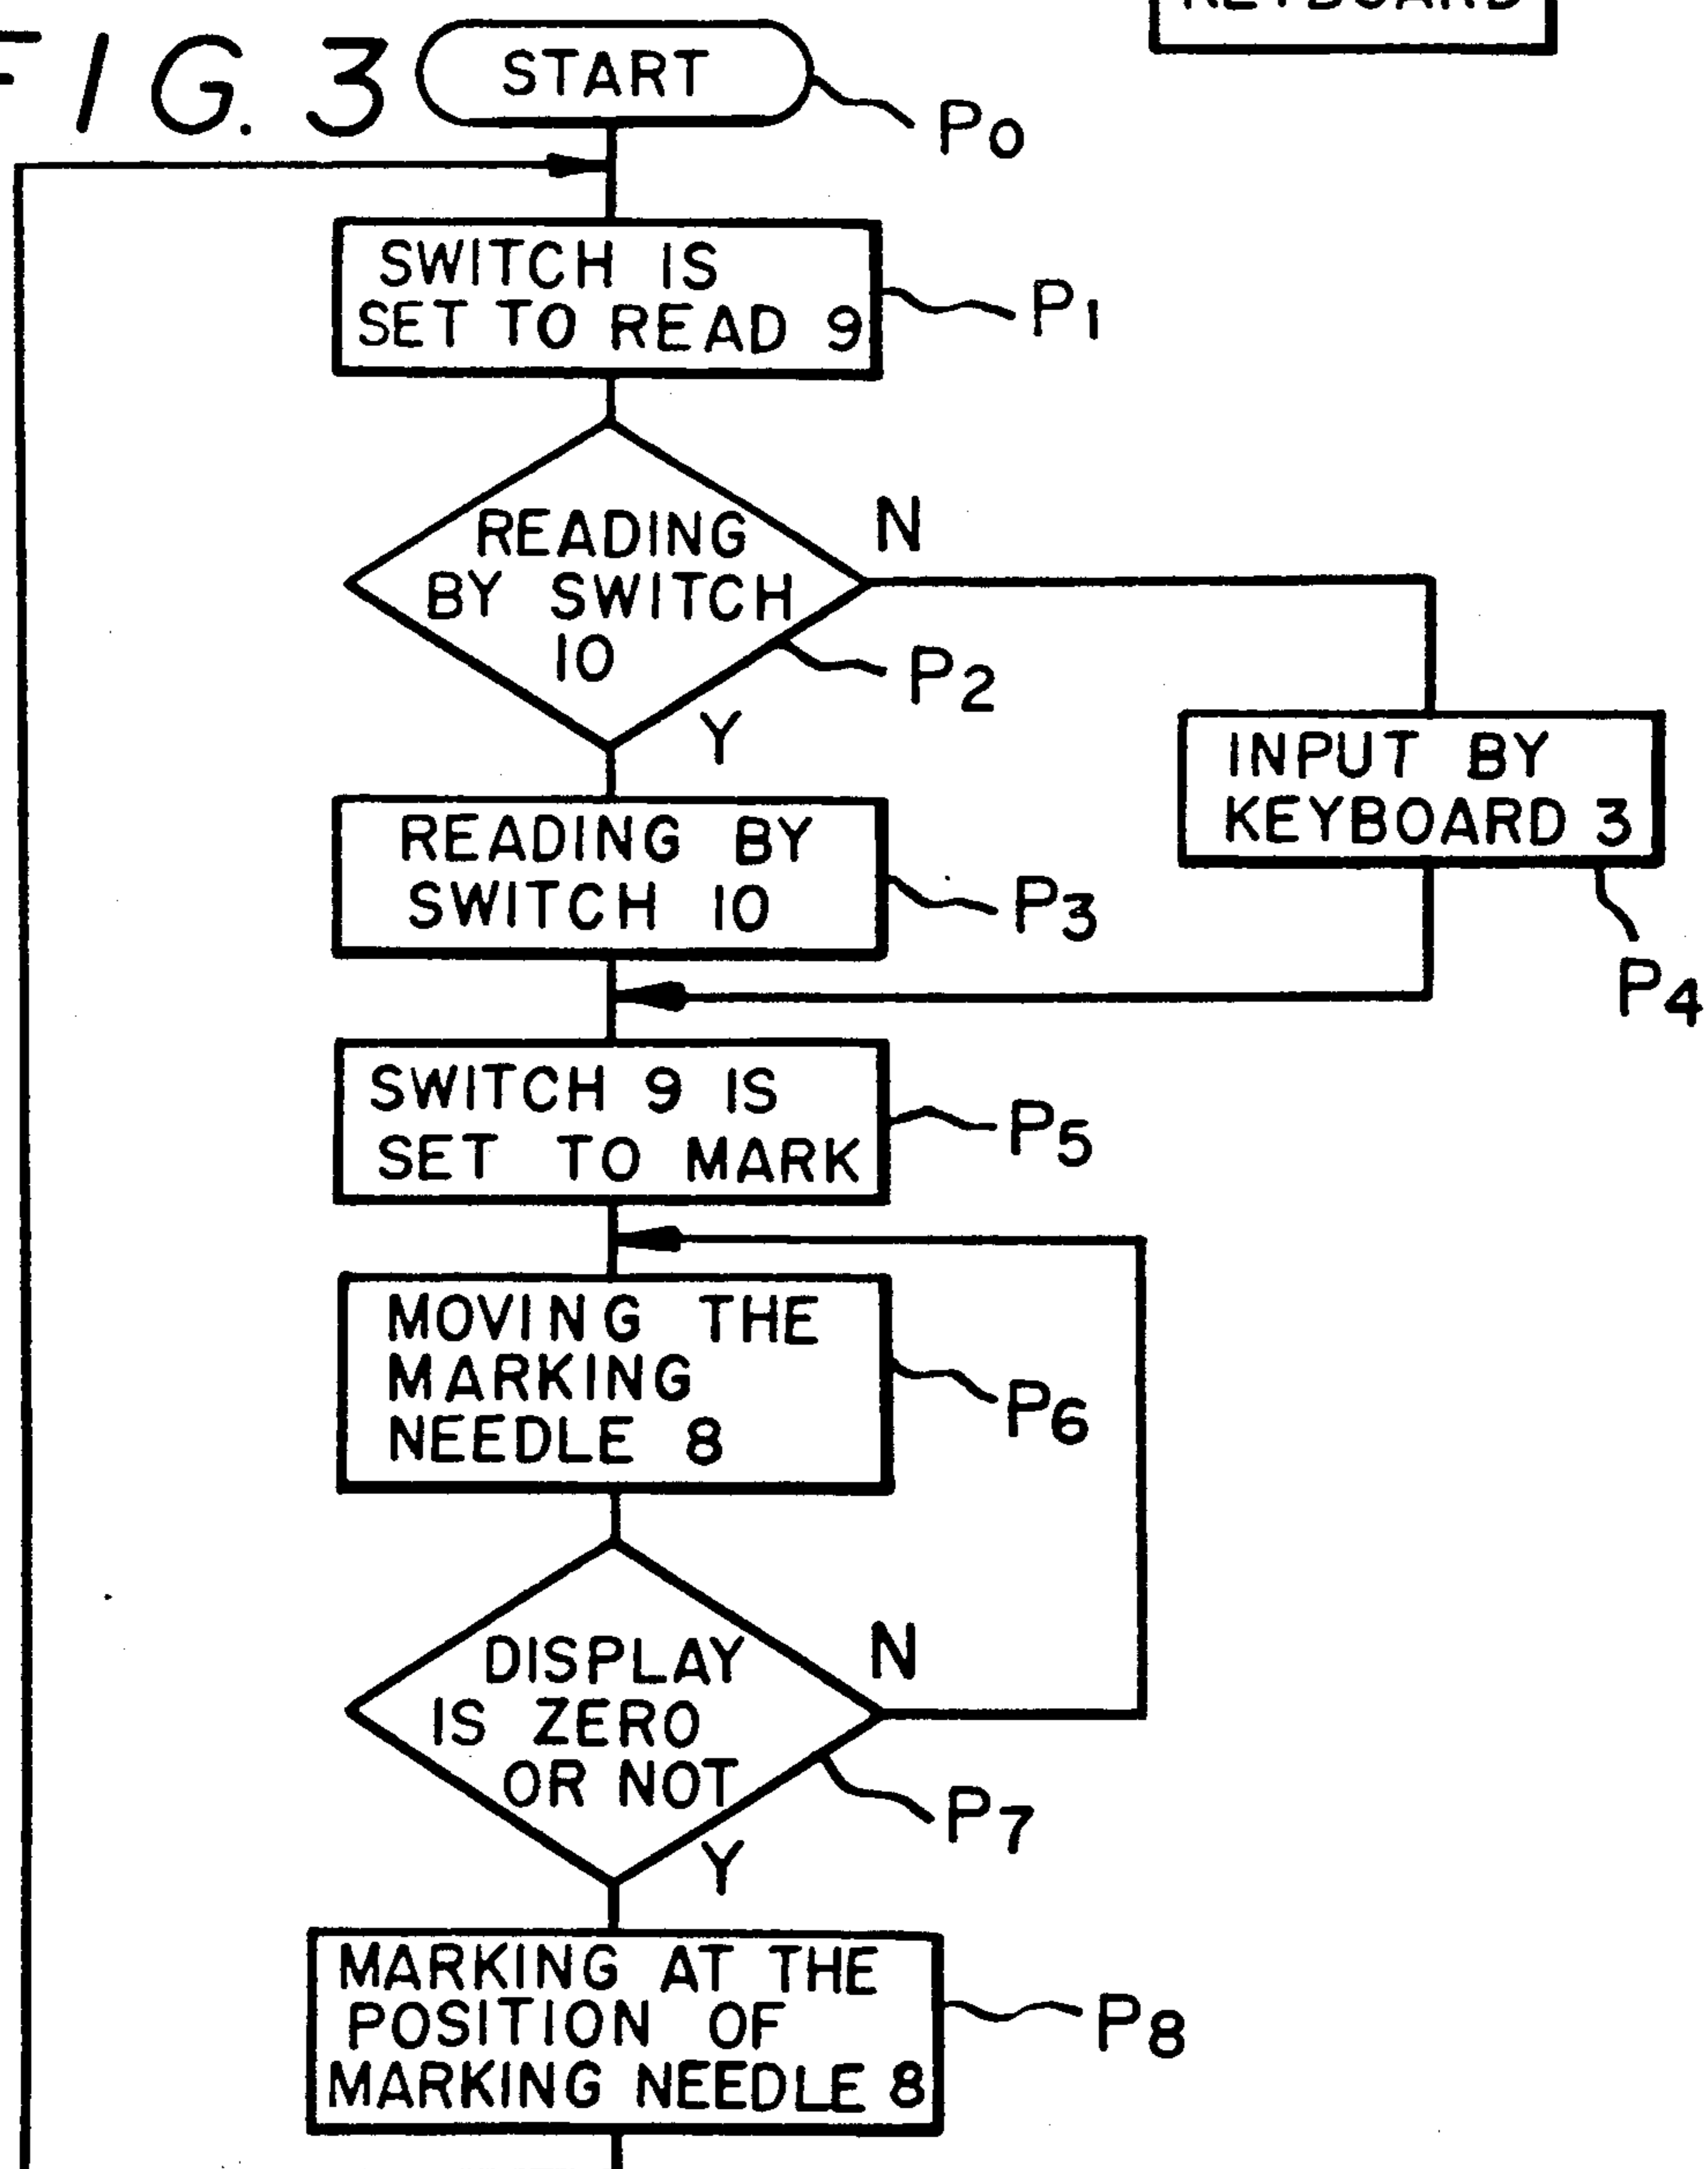 KEYBOARD
FIG. 3
START
P0
SWITCH IS
SET TO READ 9
P1
READING
BY SWITCH
10
N
P2
Y
INPUT BY
KEYBOARD 3
READING BY
SWITCH 10
P3
P4
SWITCH 9 IS
SET TO MARK
P5
MOVING THE
MARKING
NEEDLE 8
P6
N
DISPLAY
IS ZERO
OR NOT
P7
Y
MARKING AT THE
POSITION OF
MARKING NEEDLE 8
P8